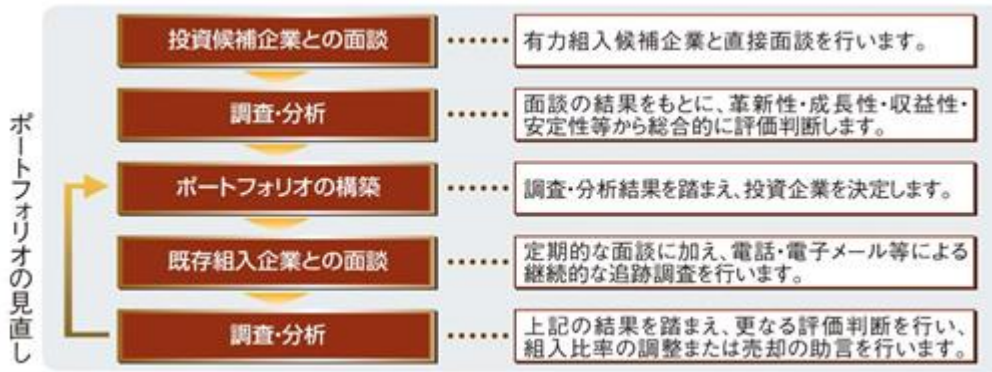 投資候補企業との面談
有力組入候補企業と直接面談を行います。
調査・分析
面談の結果をもとに、革新性・成長性・収益性・
安定性等から総合的に評価判断します。
ポートフォリオの構築
調査・分析結果を踏まえ、投資企業を決定します。
既存組入企業との面談
定期的な面談に加え、電話・電子メール等による
継続的な追跡調査を行います。
調査・分析
上記の結果を踏まえ、更なる評価判断を行い、
組入比率の調整または売却の助言を行います。
ポートフォリオの見直し